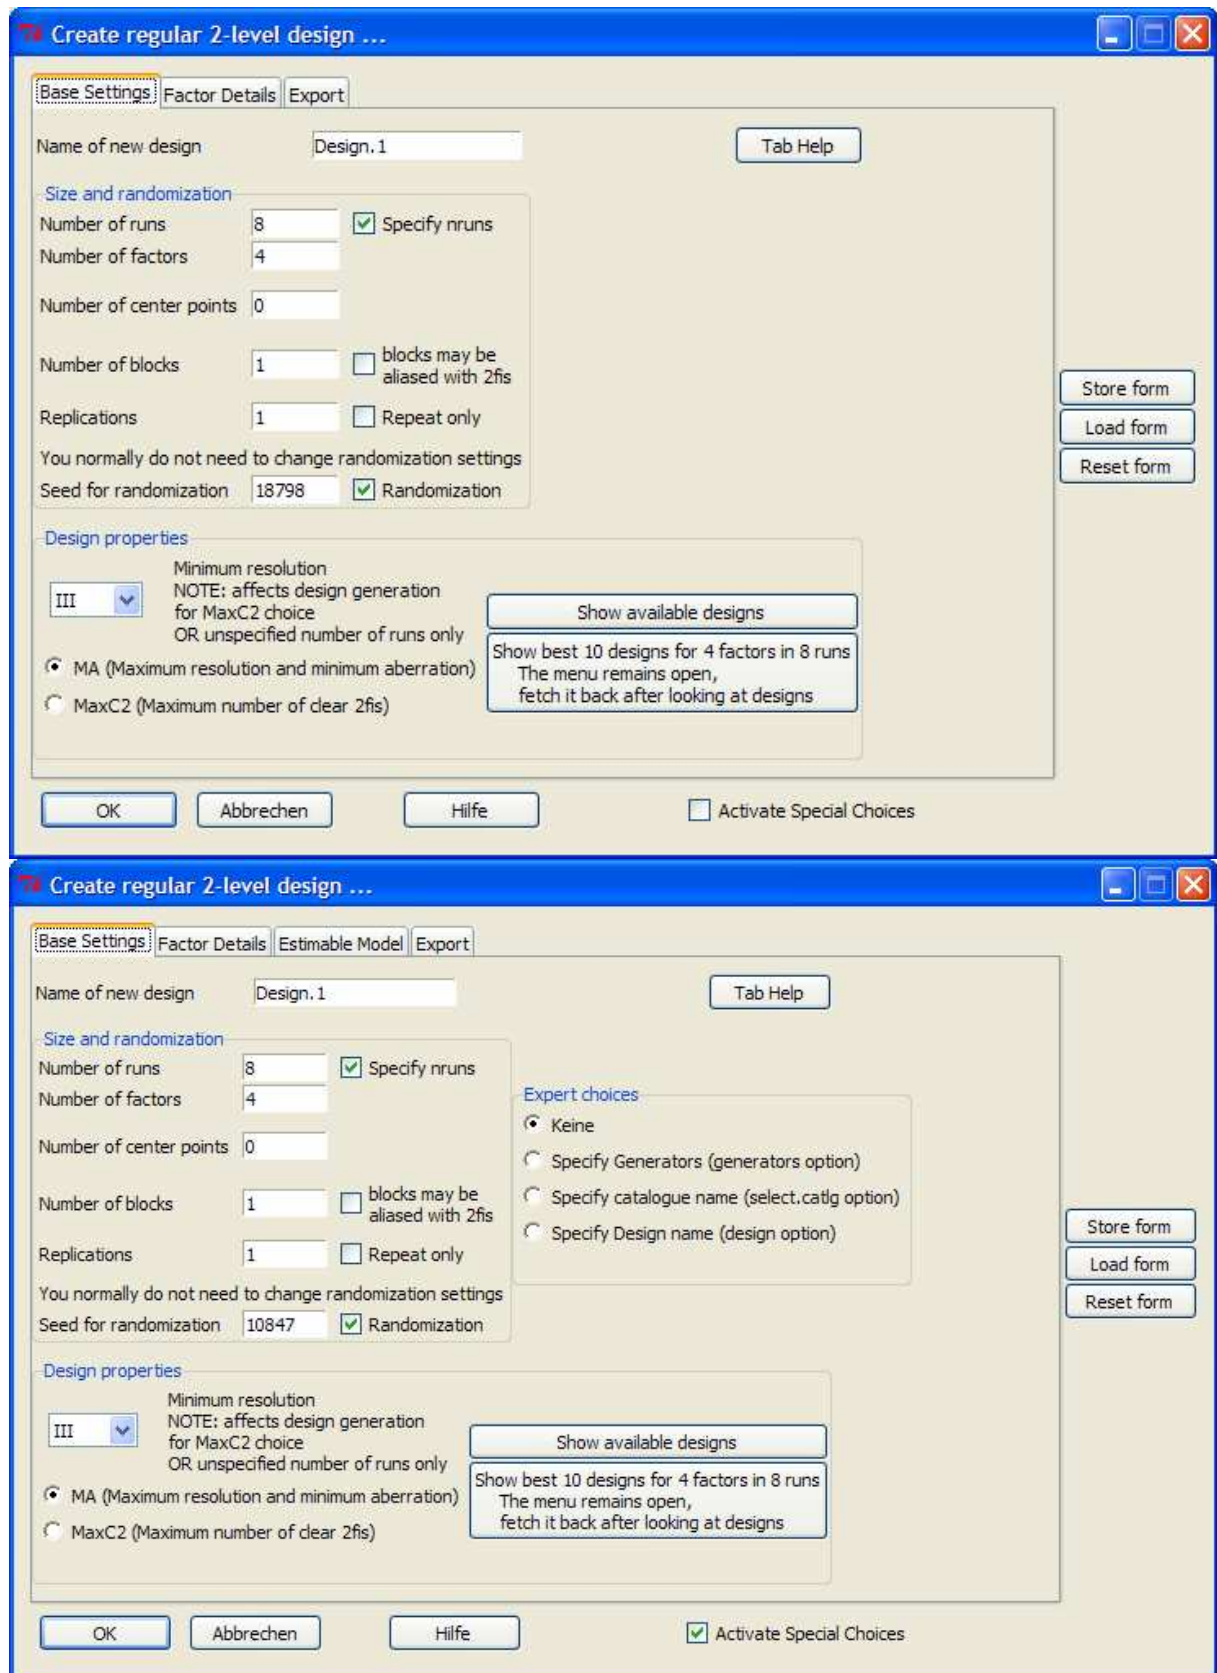 Create regular 2-level design ...
Base Settings Factor Details Export
Name of new design Design.1 Tab Help
Size and randomization
Number of runs 8 Specify nruns
Number of factors 4
Number of center points 0
Number of blocks 1 blocks may be
aliased with 2fis
Replications 1 Repeat only
You normally do not need to change randomization settings
Seed for randomization 18798 Randomization
Store form
Load form
Reset form
Design properties
III
Minimum resolution
NOTE: affects design generation
for MaxC2 choice
OR unspecified number of runs only
MA (Maximum resolution and minimum aberration)
MaxC2 (Maximum number of clear 2fis)
Show available designs
Show best 10 designs for 4 factors in 8 runs
The menu remains open,
fetch it back after looking at designs
OK Abbrechen Hilfe Activate Special Choices
Create regular 2-level design ...
Base Settings Factor Details Estimable Model Export
Name of new design Design.1 Tab Help
Size and randomization
Number of runs 8 Specify nruns
Number of factors 4
Number of center points 0
Number of blocks 1 blocks may be
aliased with 2fis
Replications 1 Repeat only
You normally do not need to change randomization settings
Seed for randomization 10847 Randomization
Expert choices
Keine
Specify Generators (generators option)
Specify catalogue name (select.catlg option)
Specify Design name (design option)
Store form
Load form
Reset form
Design properties
III
Minimum resolution
NOTE: affects design generation
for MaxC2 choice
OR unspecified number of runs only
MA (Maximum resolution and minimum aberration)
MaxC2 (Maximum number of clear 2fis)
Show available designs
Show best 10 designs for 4 factors in 8 runs
The menu remains open,
fetch it back after looking at designs
OK Abbrechen Hilfe Activate Special Choices